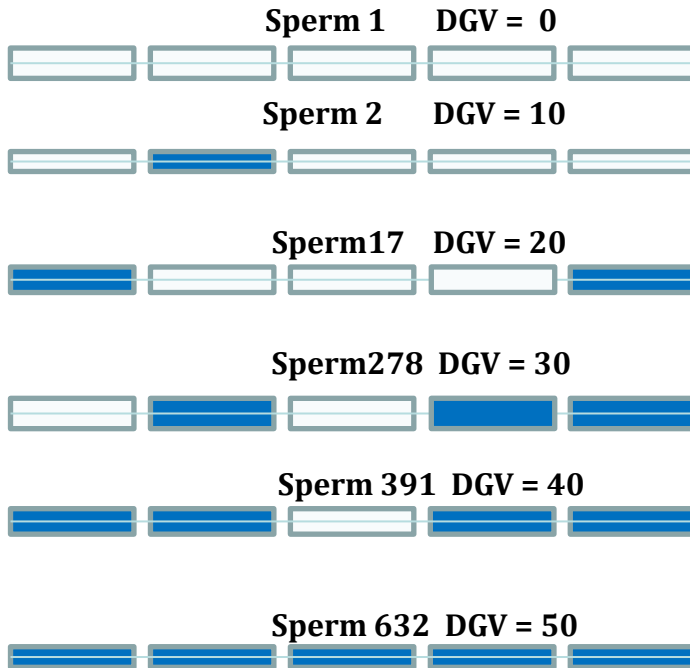 Sperm 1 DGV = 0
Sperm 2 DGV = 10
Sperm17 DGV = 20
Sperm278 DGV = 30
Sperm 391 DGV = 40
Sperm 632 DGV = 50